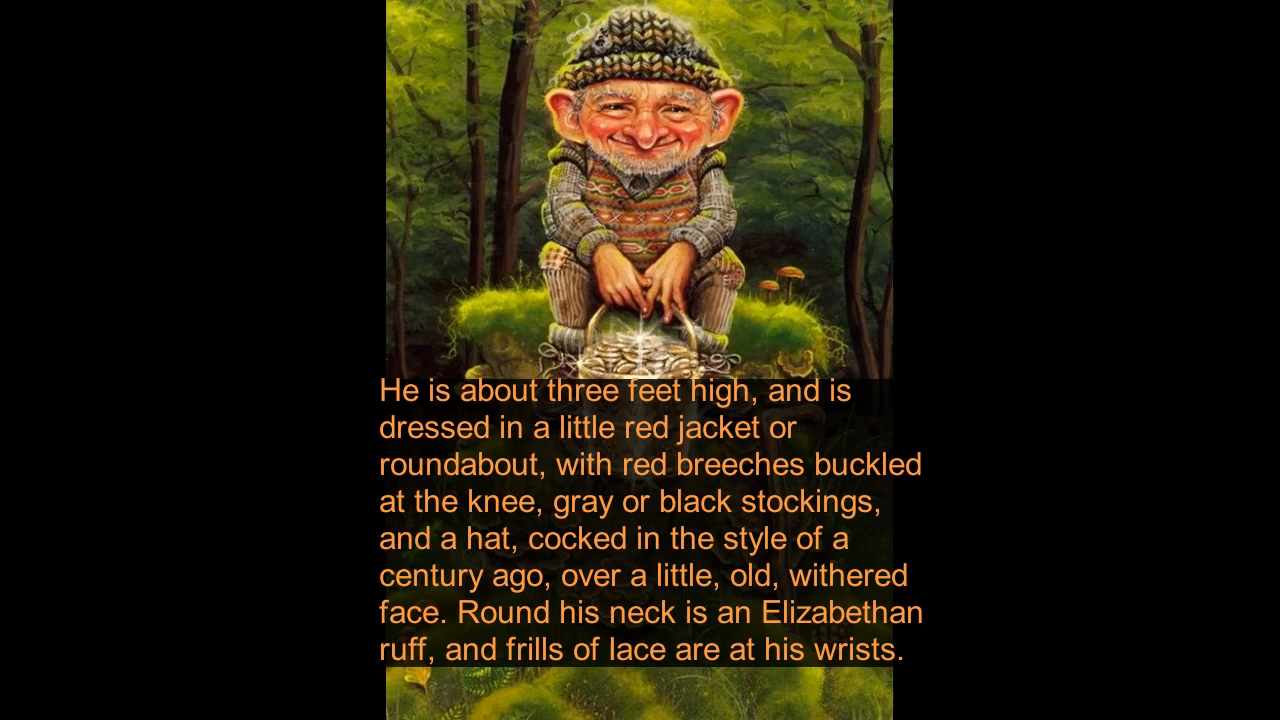 He is about three feet high, and is
dressed in a little red jacket or
roundabout, with red breeches buckled
at the knee, gray or black stockings,
and a hat, cocked in the style of a
century ago, over a little, old, withered
face. Round his neck is an Elizabethan
ruff, and frills of lace are at his wrists.